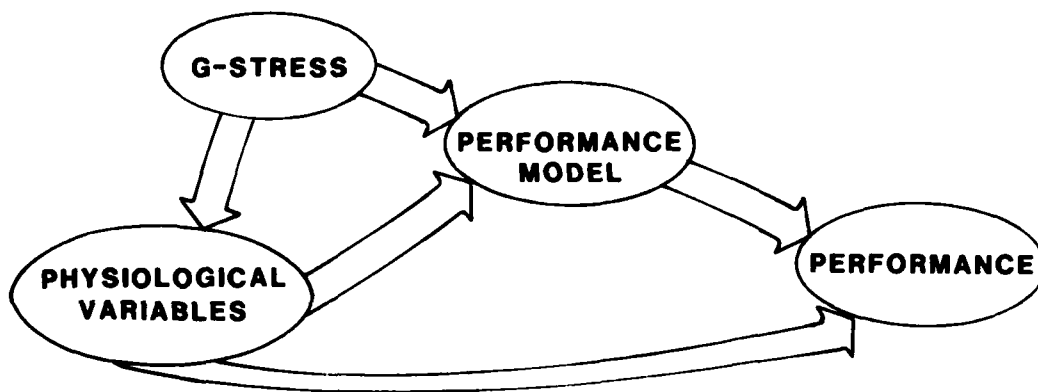 G-STRESS
PERFORMANCE
MODEL
PHYSIOLOGICAL
VARIABLES
PERFORMANCE